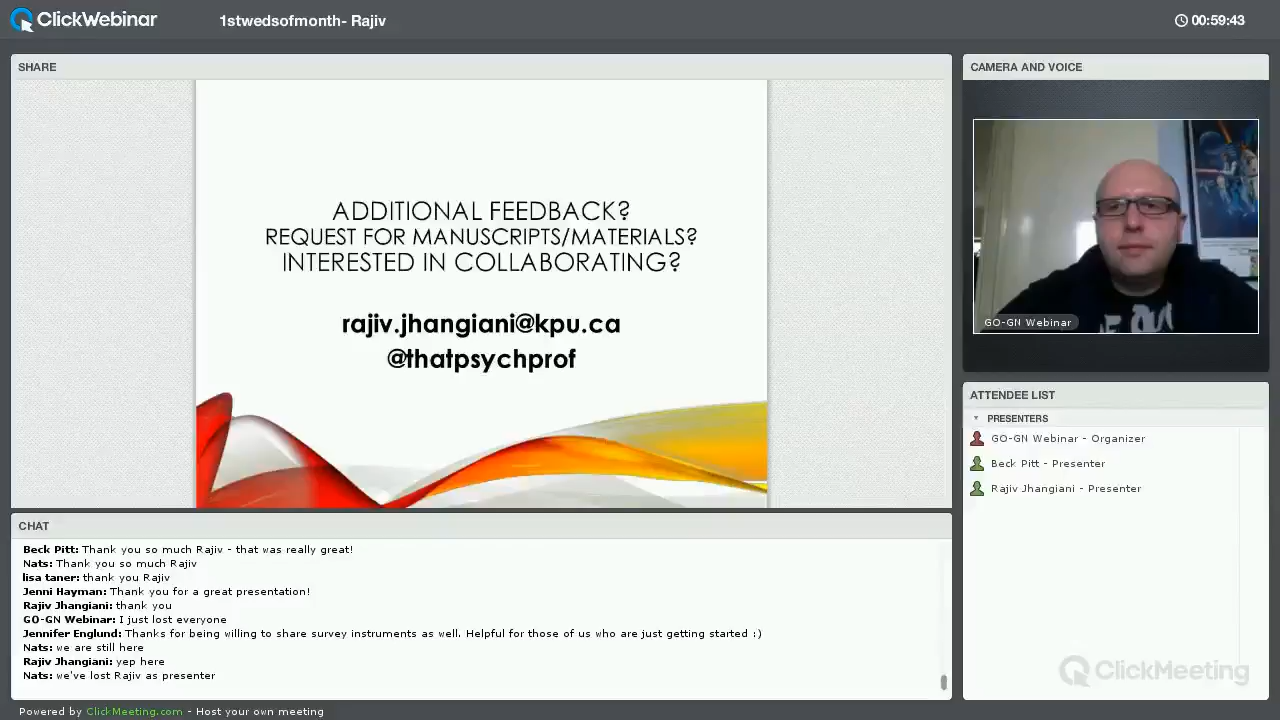 ClickWebinar
1stwedsofmonth- Rajiv
00:59:43
SHARE
ADDITIONAL FEEDBACK?
REQUEST FOR MANUSCRIPTS/MATERIALS?
INTERESTED IN COLLABORATING?
rajiv.jhangiani@kpu.ca
@thatpsychprof
CAMERA AND VOICE
GO-GN Webinar
ATTENDEE LIST
PRESENTERS
GO-GN Webinar - Organizer
Beck Pitt - Presenter
Rajiv Jhangiani - Presenter
CHAT
Beck Pitt: Thank you so much Rajiv - that was really great!
Nats: Thank you so much Rajiv
lisa taner: thank you Rajiv
Jenni Hayman: Thank you for a great presentation!
Rajiv Jhangiani: thank you
GO-GN Webinar: I just lost everyone
Jennifer Englund: Thanks for being willing to share survey instruments as well. Helpful for those of us who are just getting started :)
Nats: we are still here
Rajiv Jhangiani: yep here
Nats: we've lost Rajiv as presenter
ClickMeeting
Powered by ClickMeeting.com - Host your own meeting